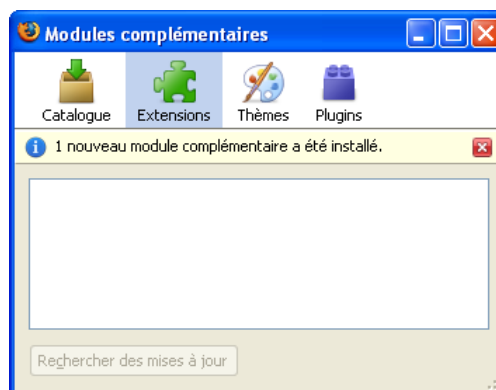 Modules complémentaires
Catalogue Extensions Thèmes Plugins
1 nouveau module complémentaire a été installé.
Rechercher des mises à jour